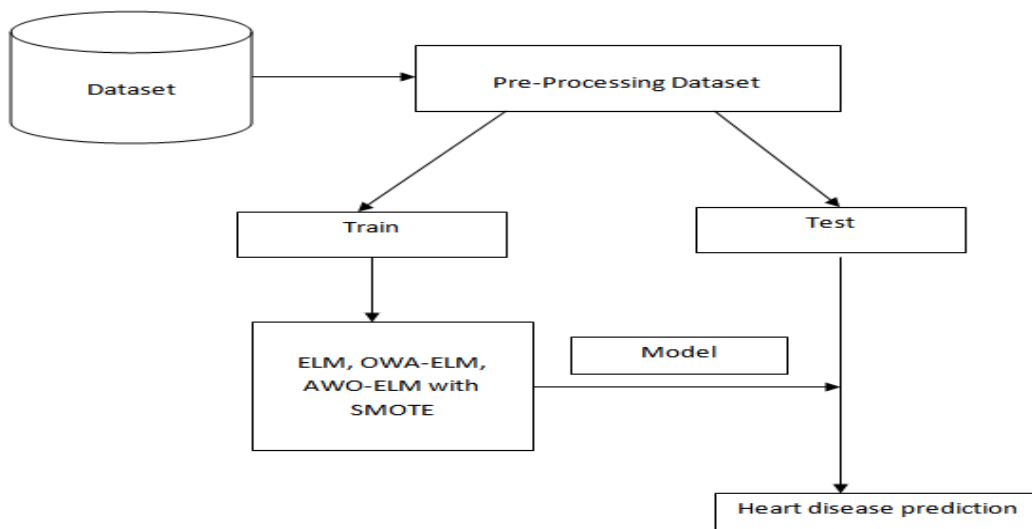 Dataset
Pre-Processing Dataset
Train
Test
ELM, OWA-ELM,
AWO-ELM with
SMOTE
Model
Heart disease prediction